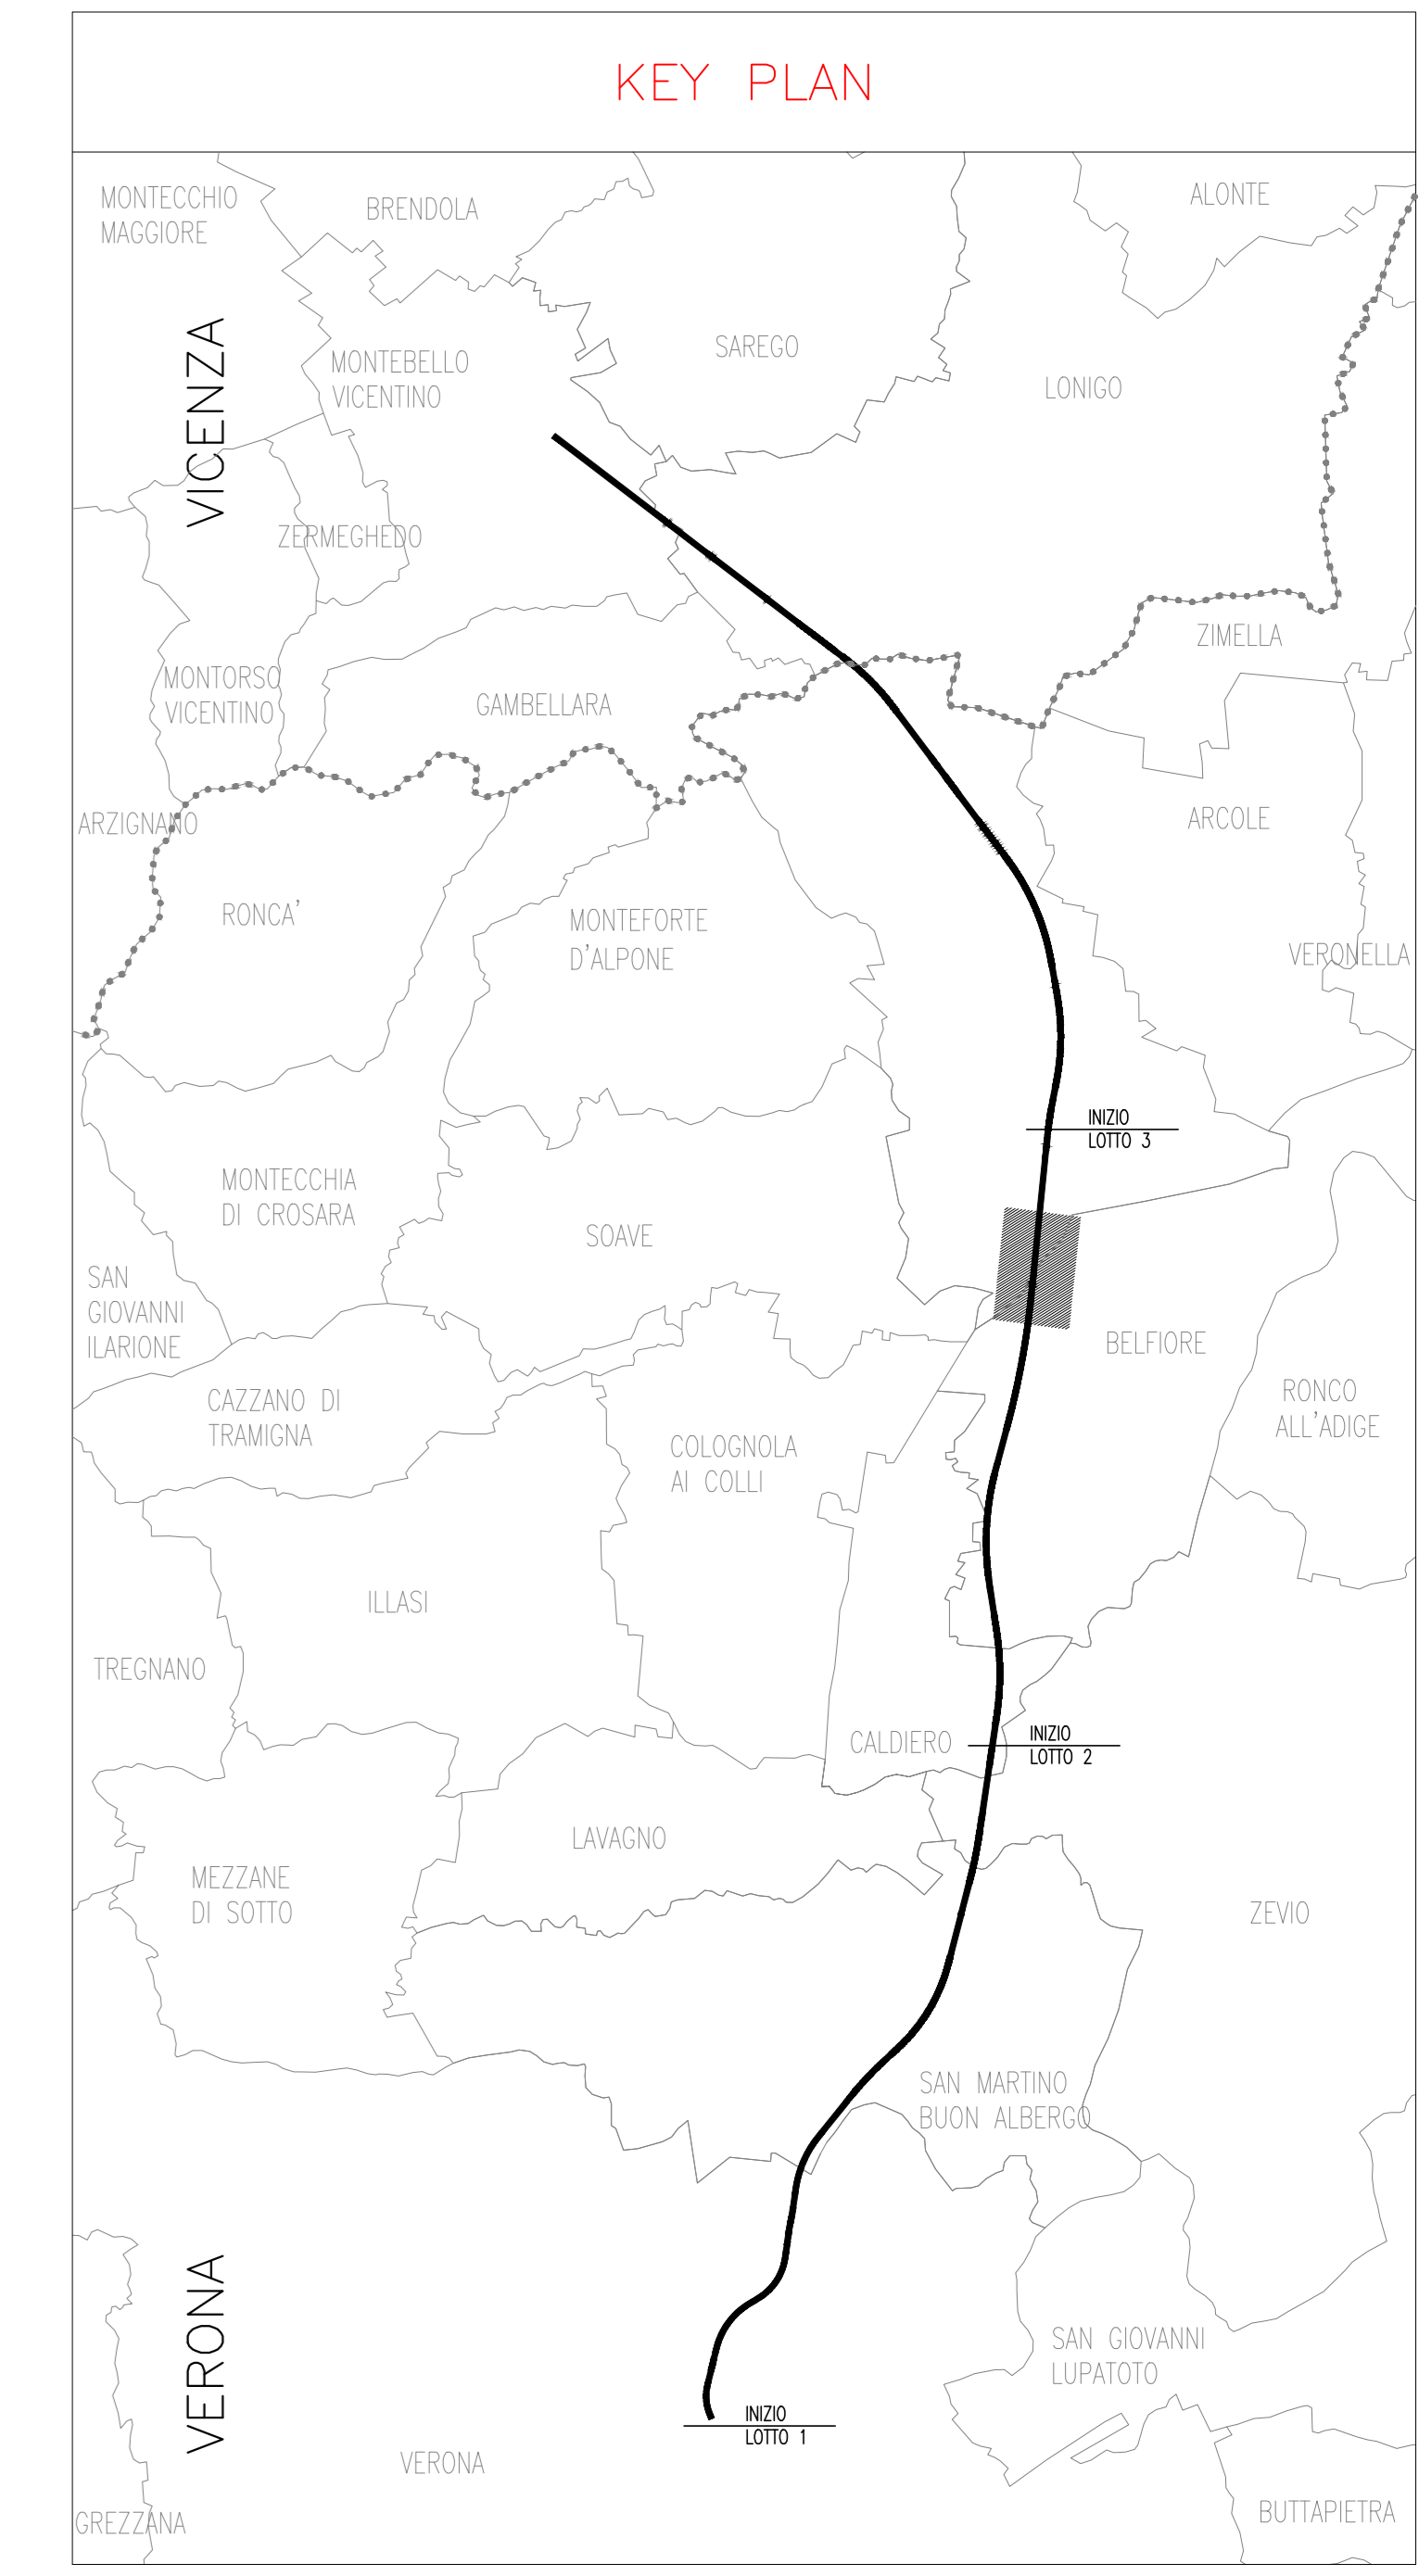 KEY PLAN
MONTECCHIO
MAGGIORE
BRENDOLA
ALONTE
VICENZA
MONTEBELLO
VICENTINO
SAREGO
LONIGO
ZERMEGHEDO
ZIMELLA
MONTORSO
VICENTINO
GAMBELLARA
ARZIGNANO
ARCOLE
RONCA'
MONTEFORTE
D'ALPONE
VERONELLA
INIZIO
LOTTO 3
MONTECCHIA
DI CROSARA
SOAVE
SAN
GIOVANNI
ILARIONE
BELFIORE
RONCO
ALL'ADIGE
CAZZANO DI
TRAMIGNA
COLOGNOLA
AI COLLI
ILLASI
TREGNANO
CALDIERO
INIZIO
LOTTO 2
LAVAGNO
MEZZANE
DI SOTTO
ZEVIO
SAN MARTINO
BUON ALBERGO
VERONA
SAN GIOVANNI
LUPATOTO
INIZIO
LOTTO 1
VERONA
GREZZANA
BUTTAPIETRA